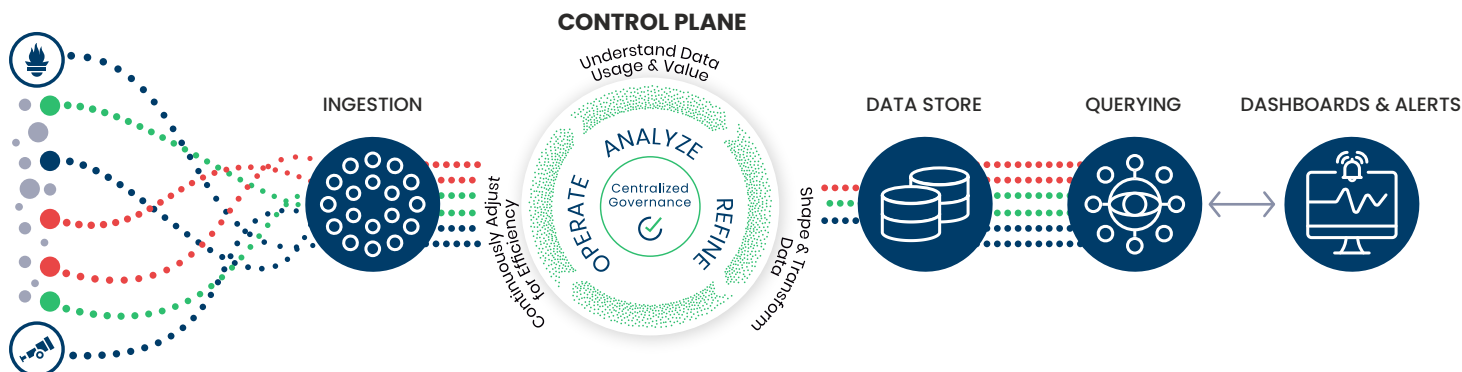 CONTROL PLANE
Understand Data
Usage & Value
INGESTION
DATA STORE
QUERYING
DASHBOARDS & ALERTS
ANALYZE
Centralized
Governance
OPERATE
REFINE
Continuously Adjust
for Efficiency
Shape & Transform
Data